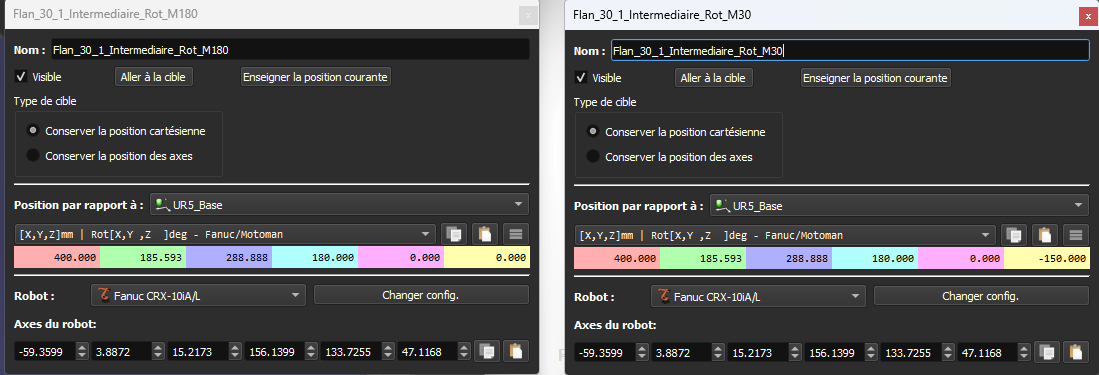 Flan_30_1_Intermediaire_Rot_M180
Nom : Flan_30_1_Intermediaire_Rot_M180
Visible Aller à la cible Enseigner la position courante
Type de cible
Conserver la position cartésienne
Conserver la position des axes
Position par rapport à : UR5_Base
[X,Y,Z]mm | Rot[X,Y ,Z ]deg - Fanuc/Motoman
400.000 185.593 288.888 180.000 0.000 0.000
Robot : Fanuc CRX-10iA/L Changer config.
Axes du robot:
-59.3599 3.8872 15.2173 156.1399 133.7255 47.1168
Flan_30_1_Intermediaire_Rot_M30
Nom : Flan_30_1_Intermediaire_Rot_M30
Visible Aller à la cible Enseigner la position courante
Type de cible
Conserver la position cartésienne
Conserver la position des axes
Position par rapport à : UR5_Base
[X,Y,Z]mm | Rot[X,Y ,Z ]deg - Fanuc/Motoman
400.000 185.593 288.888 180.000 0.000 -150.000
Robot : Fanuc CRX-10iA/L Changer config.
Axes du robot:
-59.3599 3.8872 15.2173 156.1399 133.7255 47.1168